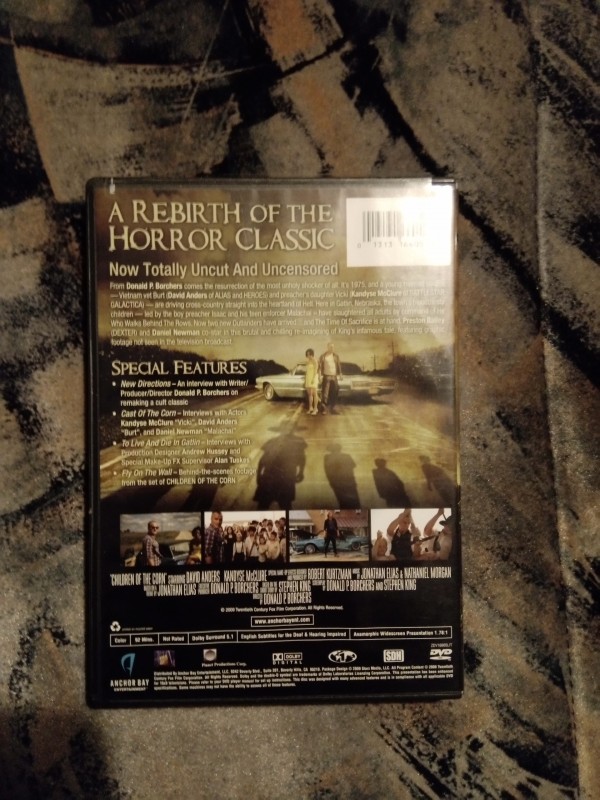 A REBIRTH OF THE
HORROR CLASSIC
Now Totally Uncut And Uncensored
From Donald P. Borchers comes the resurrection of the most unholy shocker of all. It's 1975, and a young married couple
— Vietnam vet Burt (David Anders of ALIAS and HEROES) and preacher's daughter Vicki (Kandyse McClure of BATTLESTAR
GALACTICA) — are driving cross-country straight into the heartland of Hell. Here in Gatlin, Nebraska, the
children — led by the boy preacher Isaac and his teen enforcer Malachai – have slaughtered all adults
Who Walks Behind The Rows. Now two new Outlanders have arrived and The Time Of Sacrifice is at hand. Preston Bailey
(DEXTER) and Daniel Newman co-star in this brutal and chilling re-imagining of King's infamous tale, featuring graphic
footage not seen in the television broadcast.
SPECIAL FEATURES
• New Directions – An interview with Writer/
Producer/Director Donald P. Borchers on
remaking a cult classic
• Cast Of The Corn – Interviews with Actors
Kandyse McClure "Vicki", David Anders
"Burt", and Daniel Newman "Malachai"
• To Live And Die In Gatlin – Interviews with
Production Designer Andrew Hussey and
Special Make-Up FX Supervisor Alan Tuskes
• Fly On The Wall – Behind-the-scenes footage
from the set of CHILDREN OF THE CORN
"CHILDREN OF THE CORN" STARRING DAVID ANDERS KANDYSE McCLURE ROBERT KURTZMAN MUSIC BY JONATHAN ELIAS & NATHANIEL MORGAN
JONATHAN ELIAS DONALD P. BORCHERS STEPHEN KING DONALD P. BORCHERS AND STEPHEN KING
DONALD P. BORCHERS
© 2009 Twentieth Century Fox Film Corporation. All Rights Reserved.
www.anchorbayent.com
Color 92 Mins. Not Rated Dolby Surround 5.1 English Subtitles for the Deaf & Hearing Impaired Anamorphic Widescreen Presentation 1.78:1
ANCHOR BAY
ENTERTAINMENT
Heart Production Corp.
DOLBY
DIGITAL
SDH
DVD
VIDEO